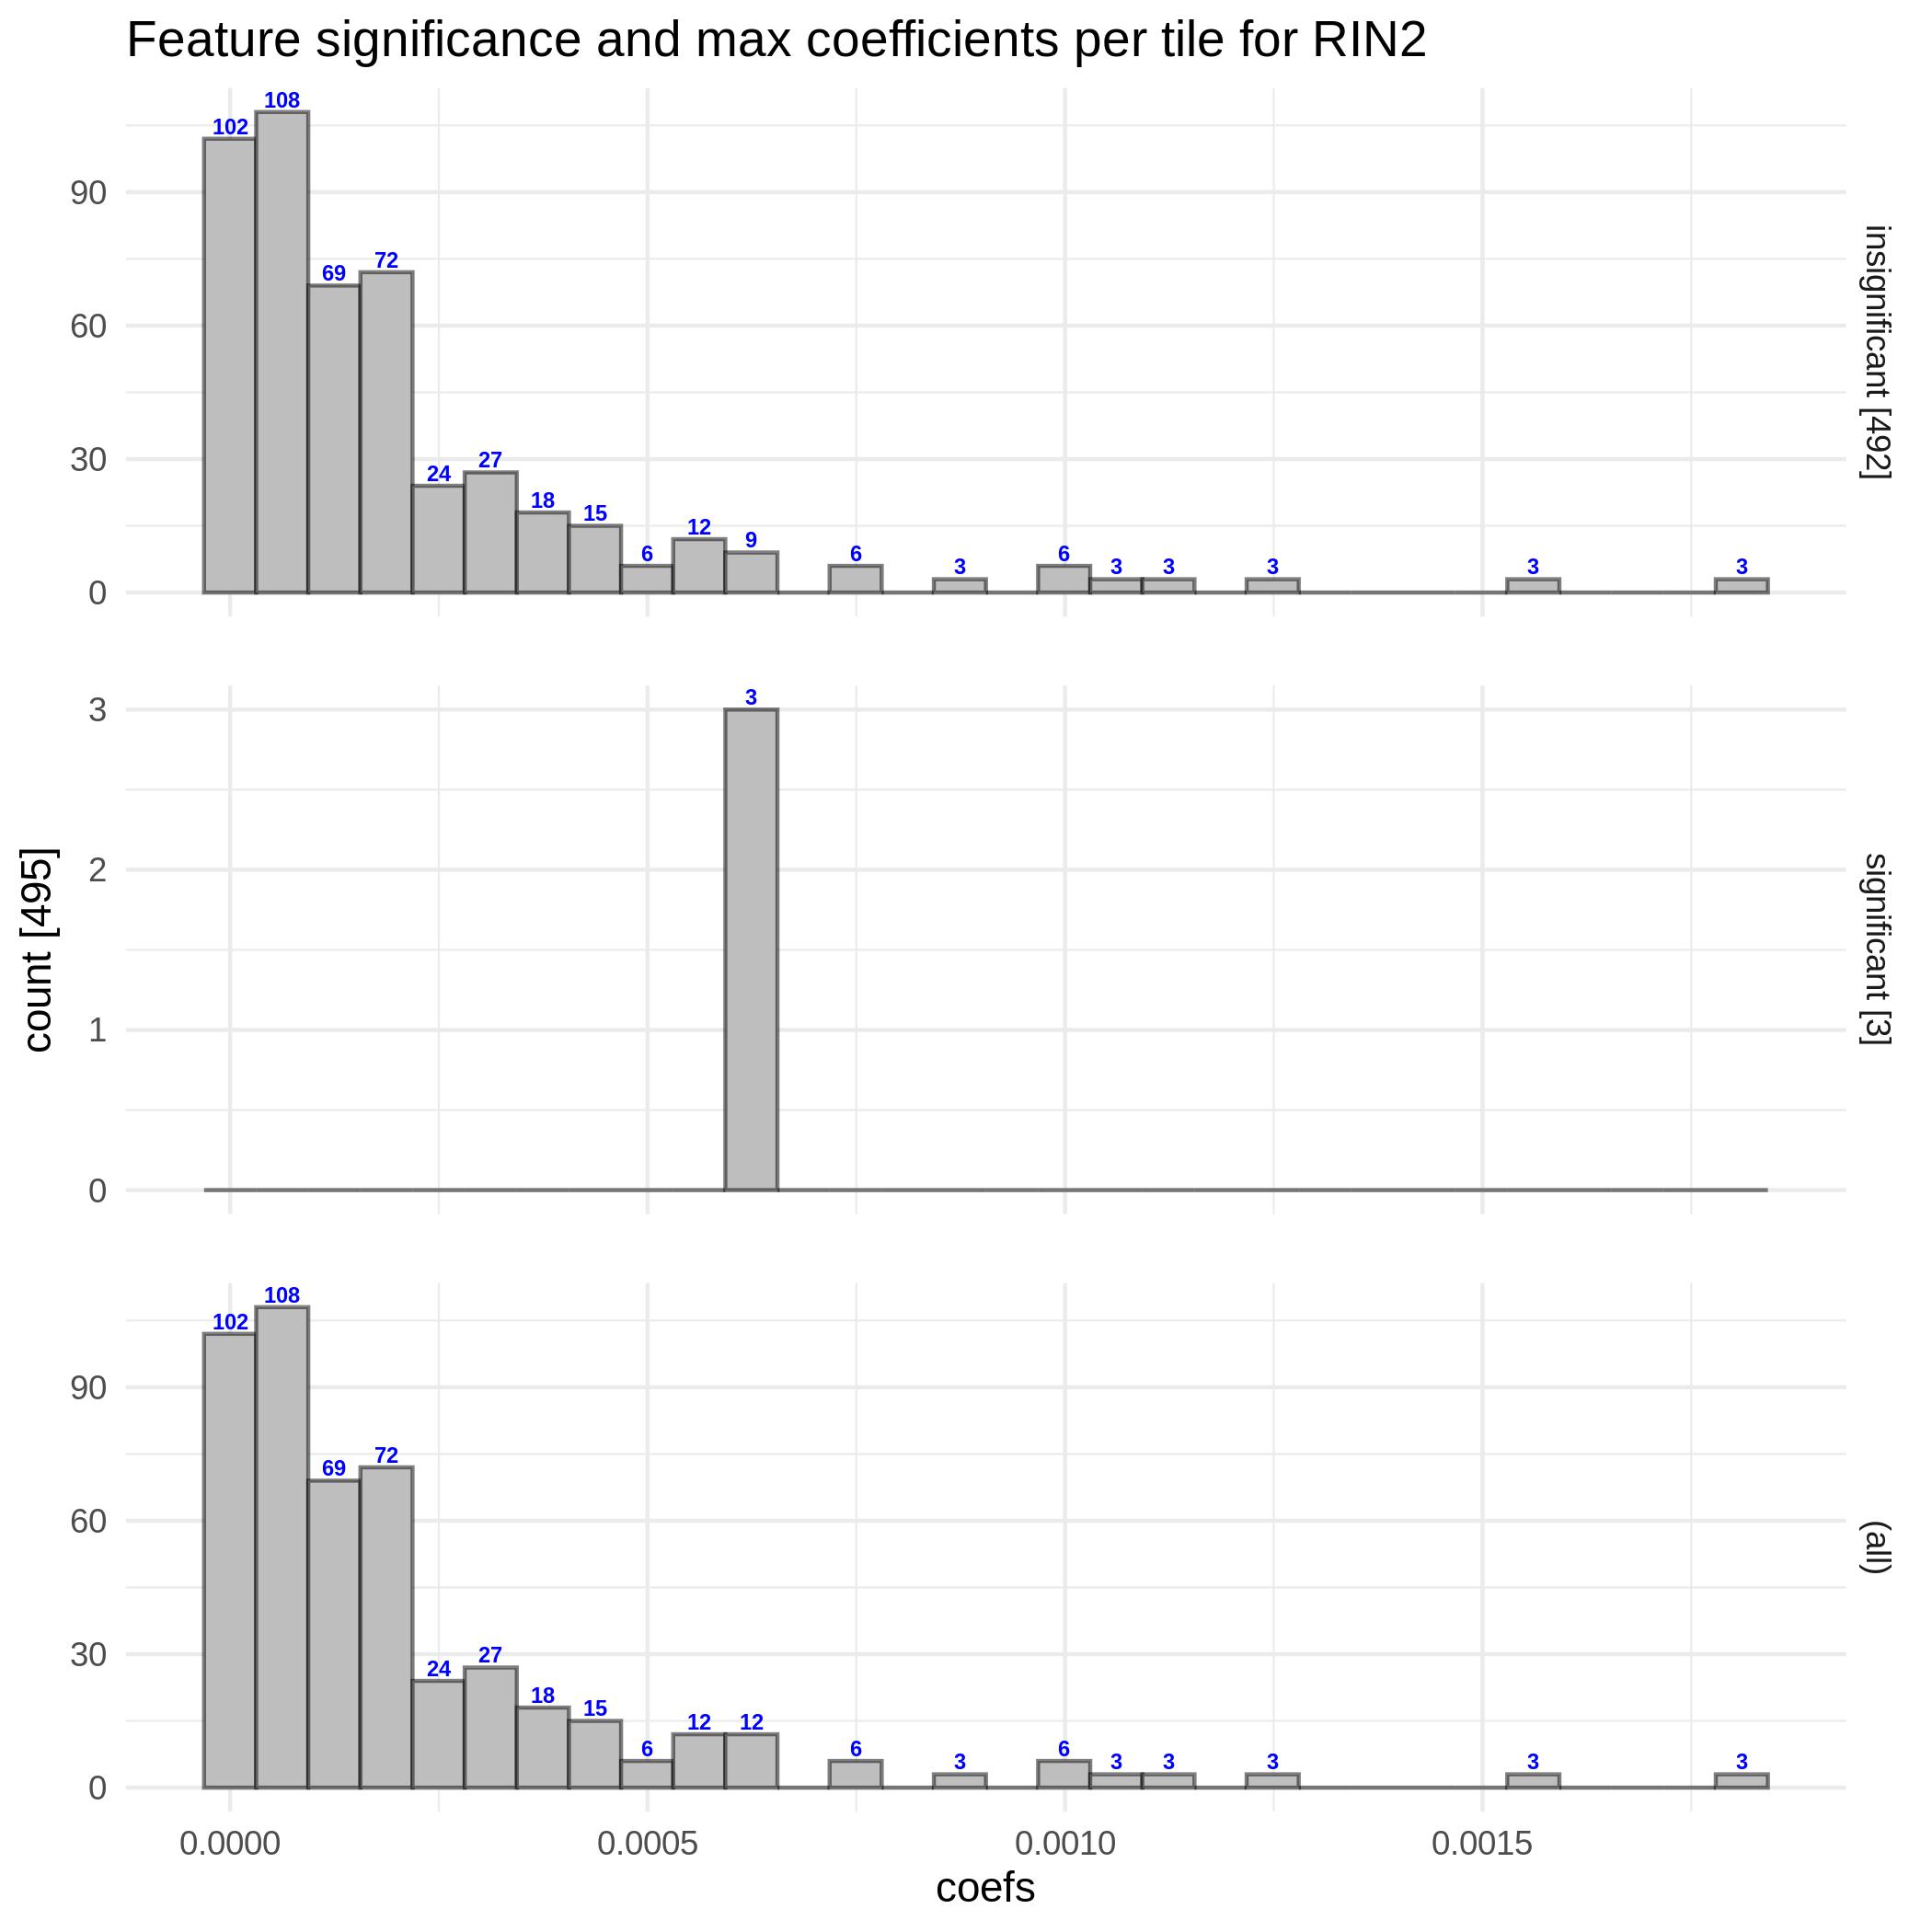 Feature significance and max coefficients per tile for RIN2
count [495]
102 108 69 72 24 27 18 15 6 12 9 6 3 6 3 3 3 3 3
90
60
30
0
insignificant [492]
3
3
2
1
0
significant [3]
102 108 69 72 24 27 18 15 6 12 12 6 3 6 3 3 3 3 3
90
60
30
0
(all)
0.0000 0.0005 0.0010 0.0015
coefs